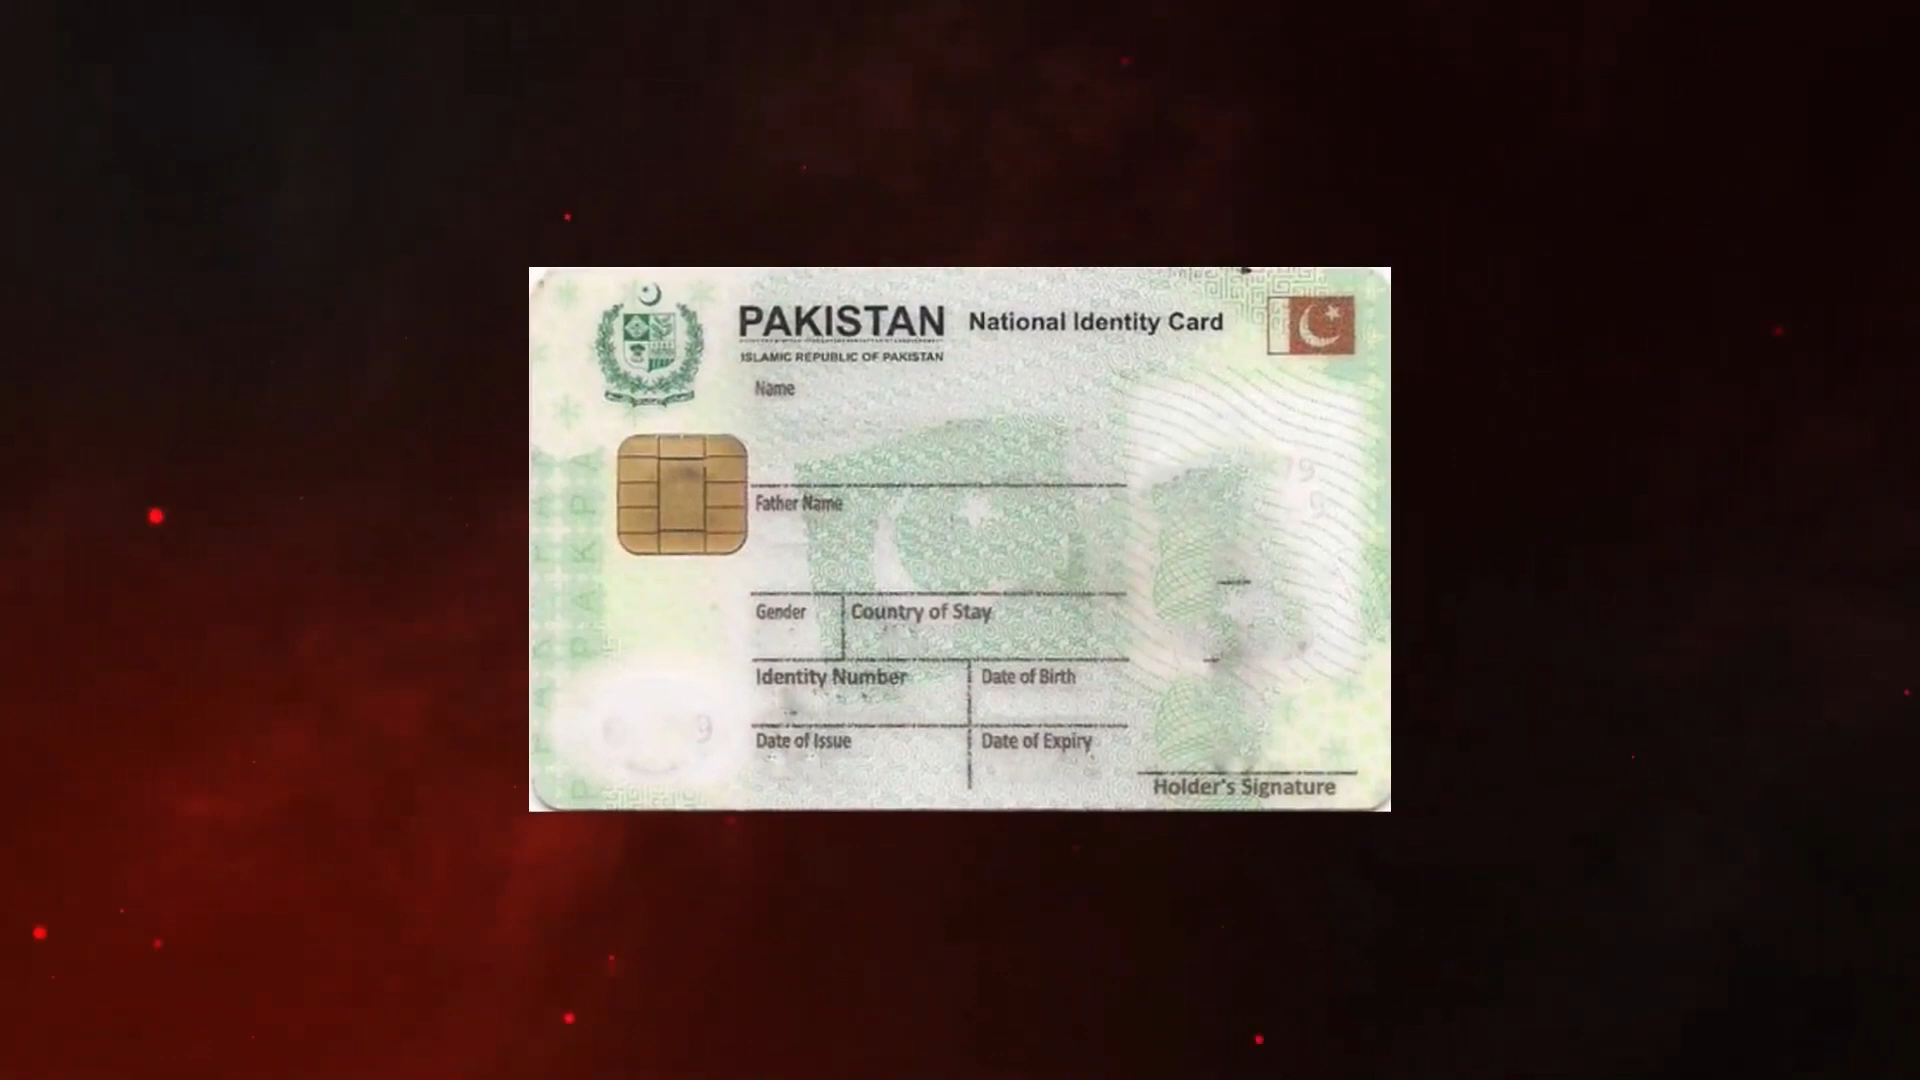 PAKISTAN National Identity Card
ISLAMIC REPUBLIC OF PAKISTAN
Name
Father Name
Gender
Country of Stay
Identity Number
Date of Birth
Date of Issue
Date of Expiry
Holder's Signature